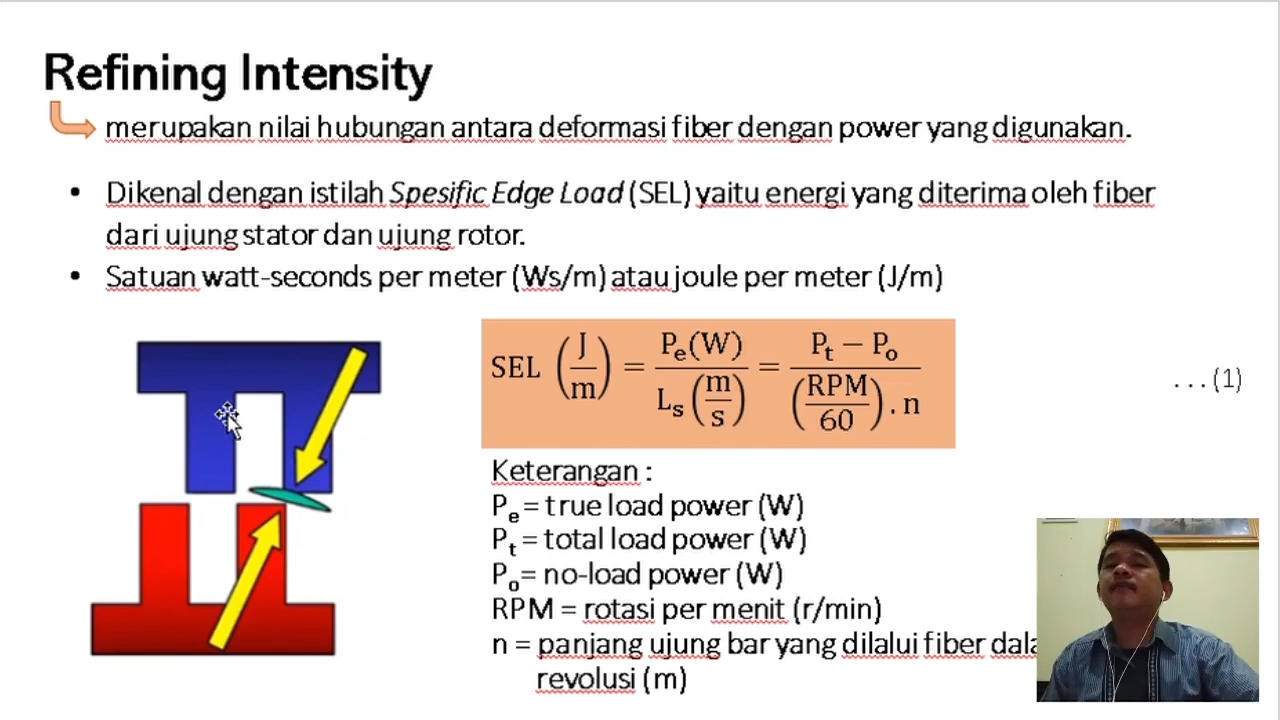 Refining Intensity
merupakan nilai hubungan antara deformasi fiber dengan power yang digunakan.
• Dikenal dengan istilah Spesific Edge Load (SEL) yaitu energi yang diterima oleh fiber
dari ujung stator dan ujung rotor.
• Satuan watt-seconds per meter (Ws/m) atau joule per meter (J/m)
SEL (J/m) = Pe(W) / Ls(m/s) = Pt − Po / (RPM/60) . n
...(1)
Keterangan :
Pe = true load power (W)
Pt = total load power (W)
Po = no-load power (W)
RPM = rotasi per menit (r/min)
n = panjang ujung bar yang dilalui fiber
revolusi (m)